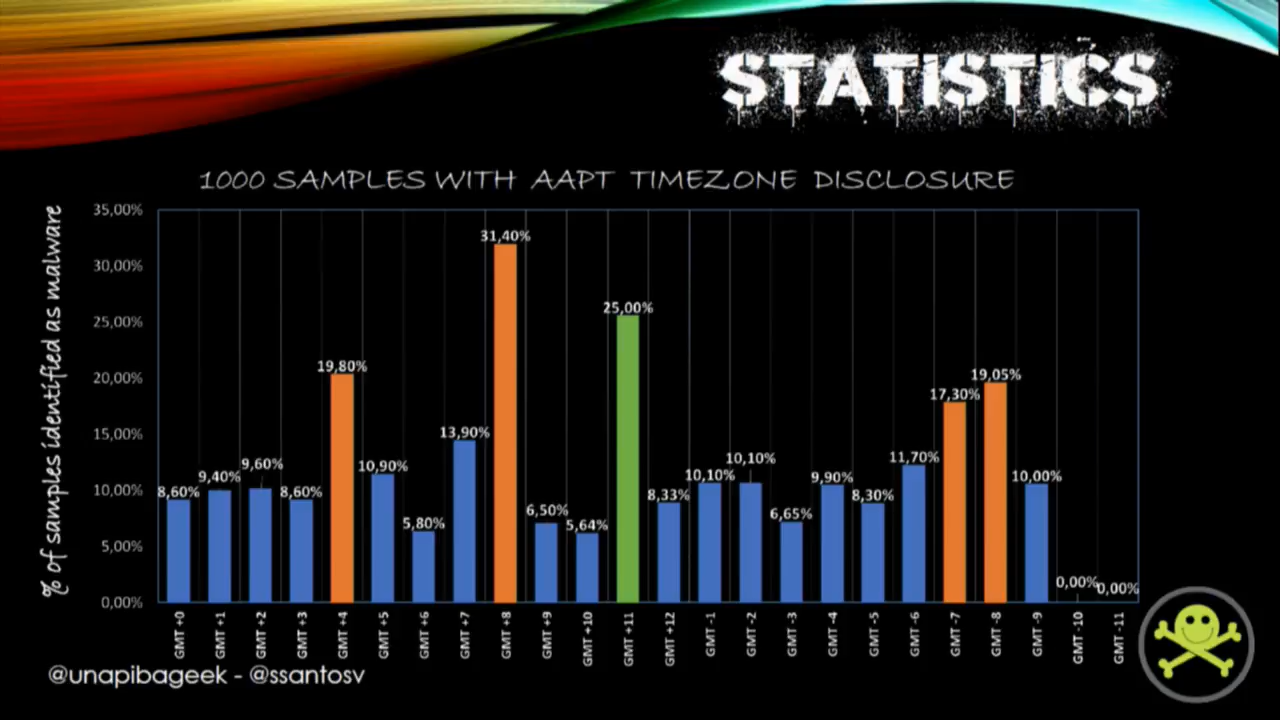 STATISTICS
1000 SAMPLES WITH AAPT TIMEZONE DISCLOSURE
% of samples identified as malware
35,00%
30,00%
25,00%
20,00%
15,00%
10,00%
5,00%
0,00%
8,60%
9,40%
9,60%
8,60%
19,80%
10,90%
5,80%
13,90%
31,40%
6,50%
5,64%
25,00%
8,33%
10,10%
10,10%
6,65%
9,90%
8,30%
11,70%
17,30%
19,05%
10,00%
0,00%
0,00%
GMT +0
GMT +1
GMT +2
GMT +3
GMT +4
GMT +5
GMT +6
GMT +7
GMT +8
GMT +9
GMT +10
GMT +11
GMT +12
GMT -1
GMT -2
GMT -3
GMT -4
GMT -5
GMT -6
GMT -7
GMT -8
GMT -9
GMT -10
GMT -11
@unapibageek - @ssantosv